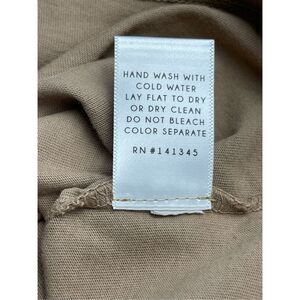 HAND WASH WITH
COLD WATER
LAY FLAT TO DRY
OR DRY CLEAN
DO NOT BLEACH
COLOR SEPARATE
RN #141345